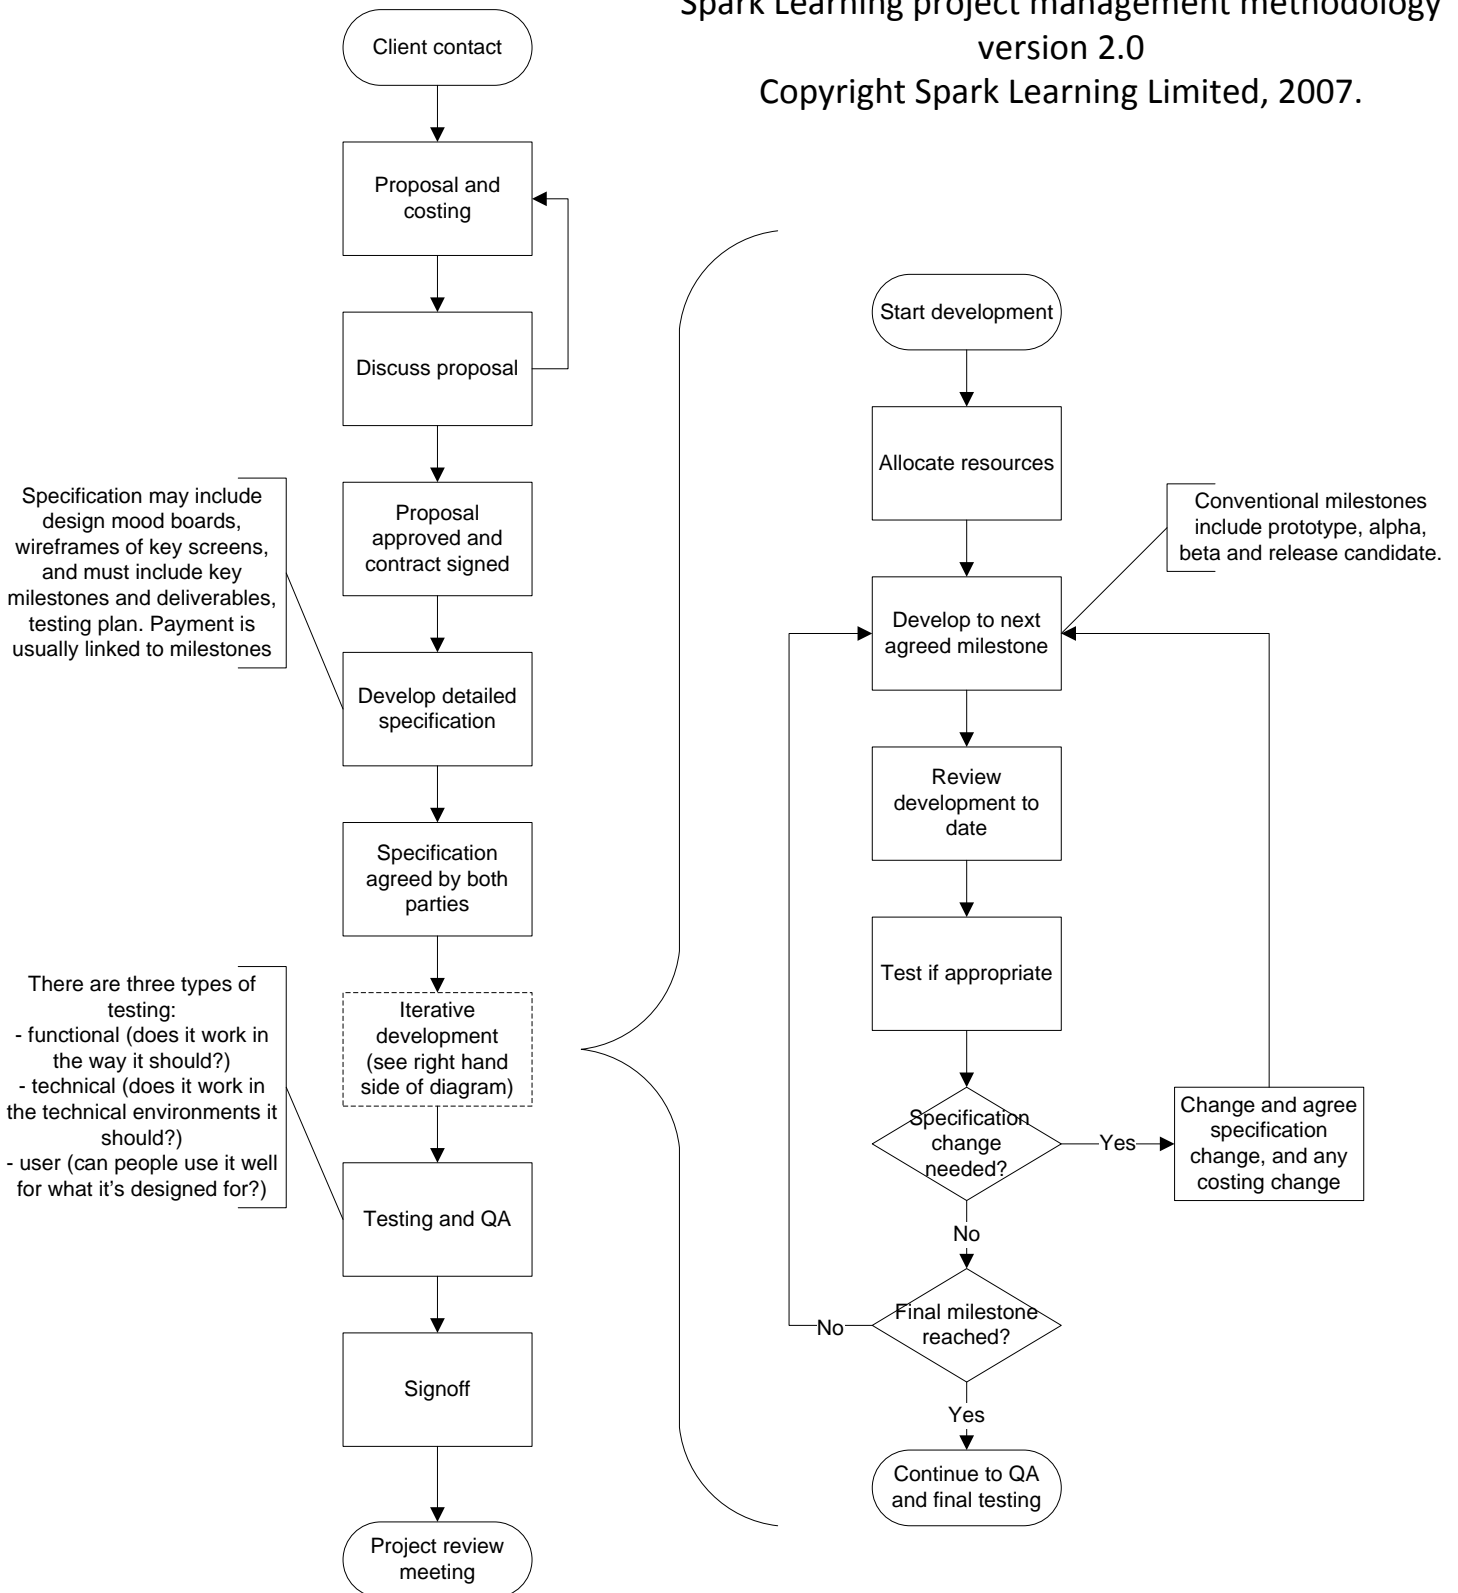 Spark Learning project management methodology
version 2.0
Copyright Spark Learning Limited, 2007.
Client contact
Proposal and
costing
Discuss proposal
Proposal
approved and
contract signed
Specification may include
design mood boards,
wireframes of key screens,
and must include key
milestones and deliverables,
testing plan. Payment is
usually linked to milestones
Develop detailed
specification
Specification
agreed by both
parties
Iterative
development
(see right hand
side of diagram)
There are three types of
testing:
- functional (does it work in
the way it should?)
- technical (does it work in
the technical environments it
should?)
- user (can people use it well
for what it's designed for?)
Testing and QA
Signoff
Project review
meeting
Start development
Allocate resources
Conventional milestones
include prototype, alpha,
beta and release candidate.
Develop to next
agreed milestone
Review
development to
date
Test if appropriate
Specification
change
needed?
Yes
Change and agree
specification
change, and any
costing change
No
Final milestone
reached?
No
Yes
Continue to QA
and final testing